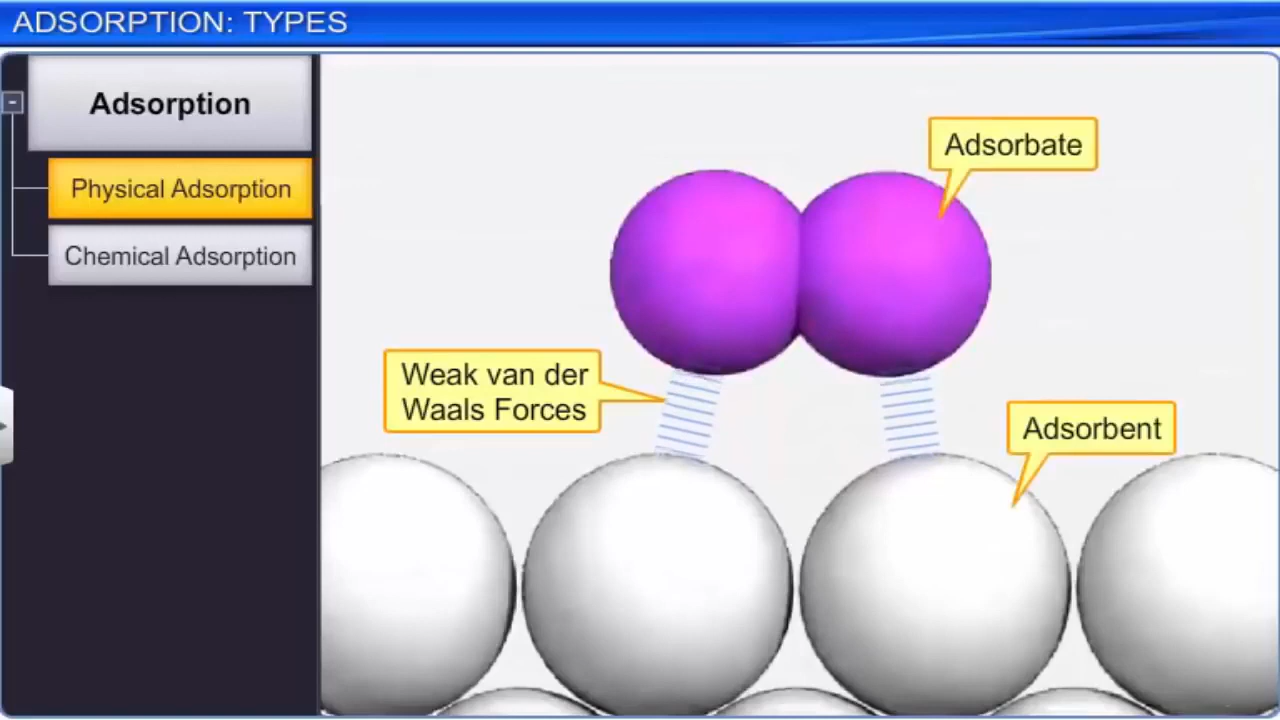 ADSORPTION: TYPES
Adsorption
Physical Adsorption
Chemical Adsorption
Adsorbate
Weak van der
Waals Forces
Adsorbent